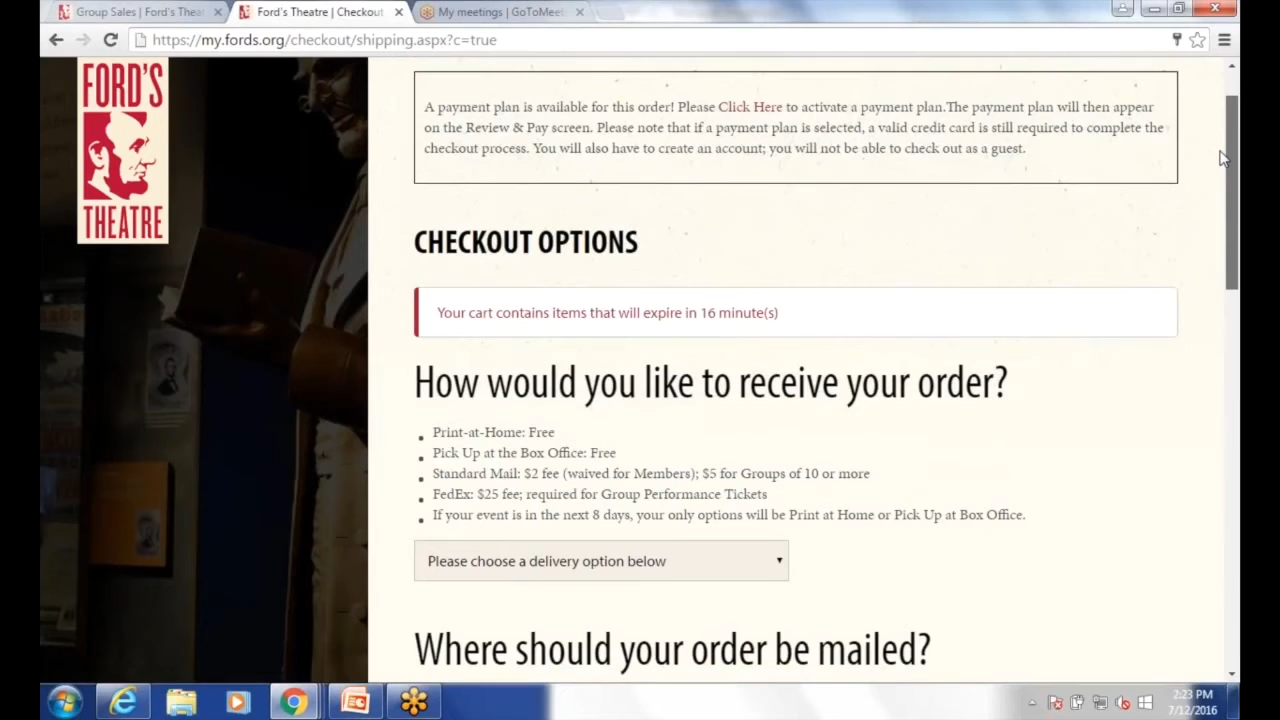 Group Sales | Ford's Thea
Ford's Theatre | Checkout
My meetings | GoToMeet
https://my.fords.org/checkout/shipping.aspx?c=true
FORD'S
THEATRE
A payment plan is available for this order! Please Click Here to activate a payment plan.The payment plan will then appear
on the Review & Pay screen. Please note that if a payment plan is selected, a valid credit card is still required to complete the
checkout process. You will also have to create an account; you will not be able to check out as a guest.
CHECKOUT OPTIONS
Your cart contains items that will expire in 16 minute(s)
How would you like to receive your order?
Print-at-Home: Free
Pick Up at the Box Office: Free
Standard Mail: $2 fee (waived for Members); $5 for Groups of 10 or more
FedEx: $25 fee; required for Group Performance Tickets
If your event is in the next 8 days, your only options will be Print at Home or Pick Up at Box Office.
Please choose a delivery option below
Where should your order be mailed?
2:23 PM
7/12/2016